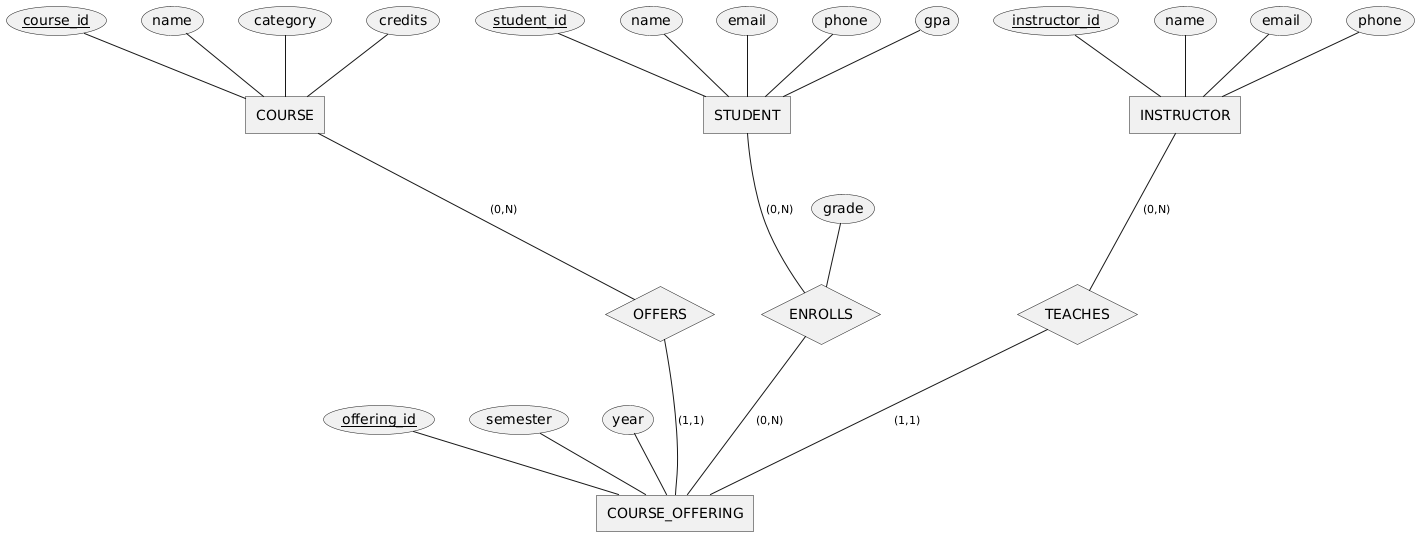 course_id name category credits student_id name email phone gpa instructor_id name email phone
COURSE STUDENT INSTRUCTOR
(0,N) (0,N) grade (0,N)
OFFERS ENROLLS TEACHES
offering_id semester year (1,1) (0,N) (1,1)
COURSE_OFFERING